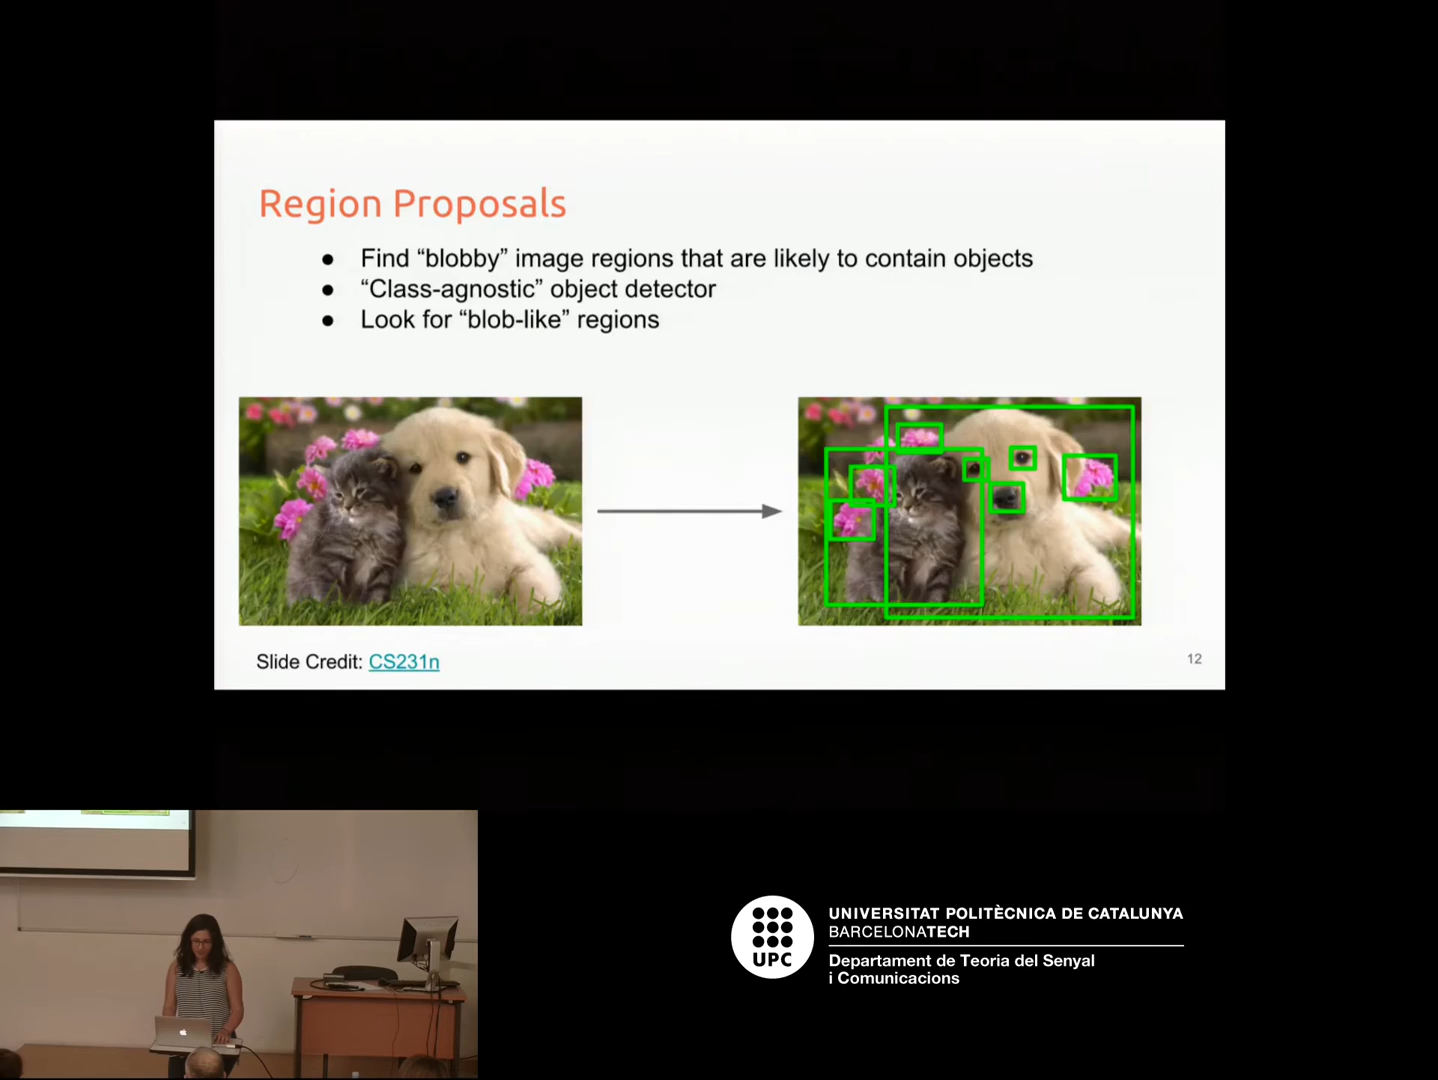 Region Proposals
● Find “blobby” image regions that are likely to contain objects
● “Class-agnostic” object detector
● Look for “blob-like” regions
Slide Credit: CS231n
12
UPC
UNIVERSITAT POLITÈCNICA DE CATALUNYA
BARCELONATECH
Departament de Teoria del Senyal
i Comunicacions